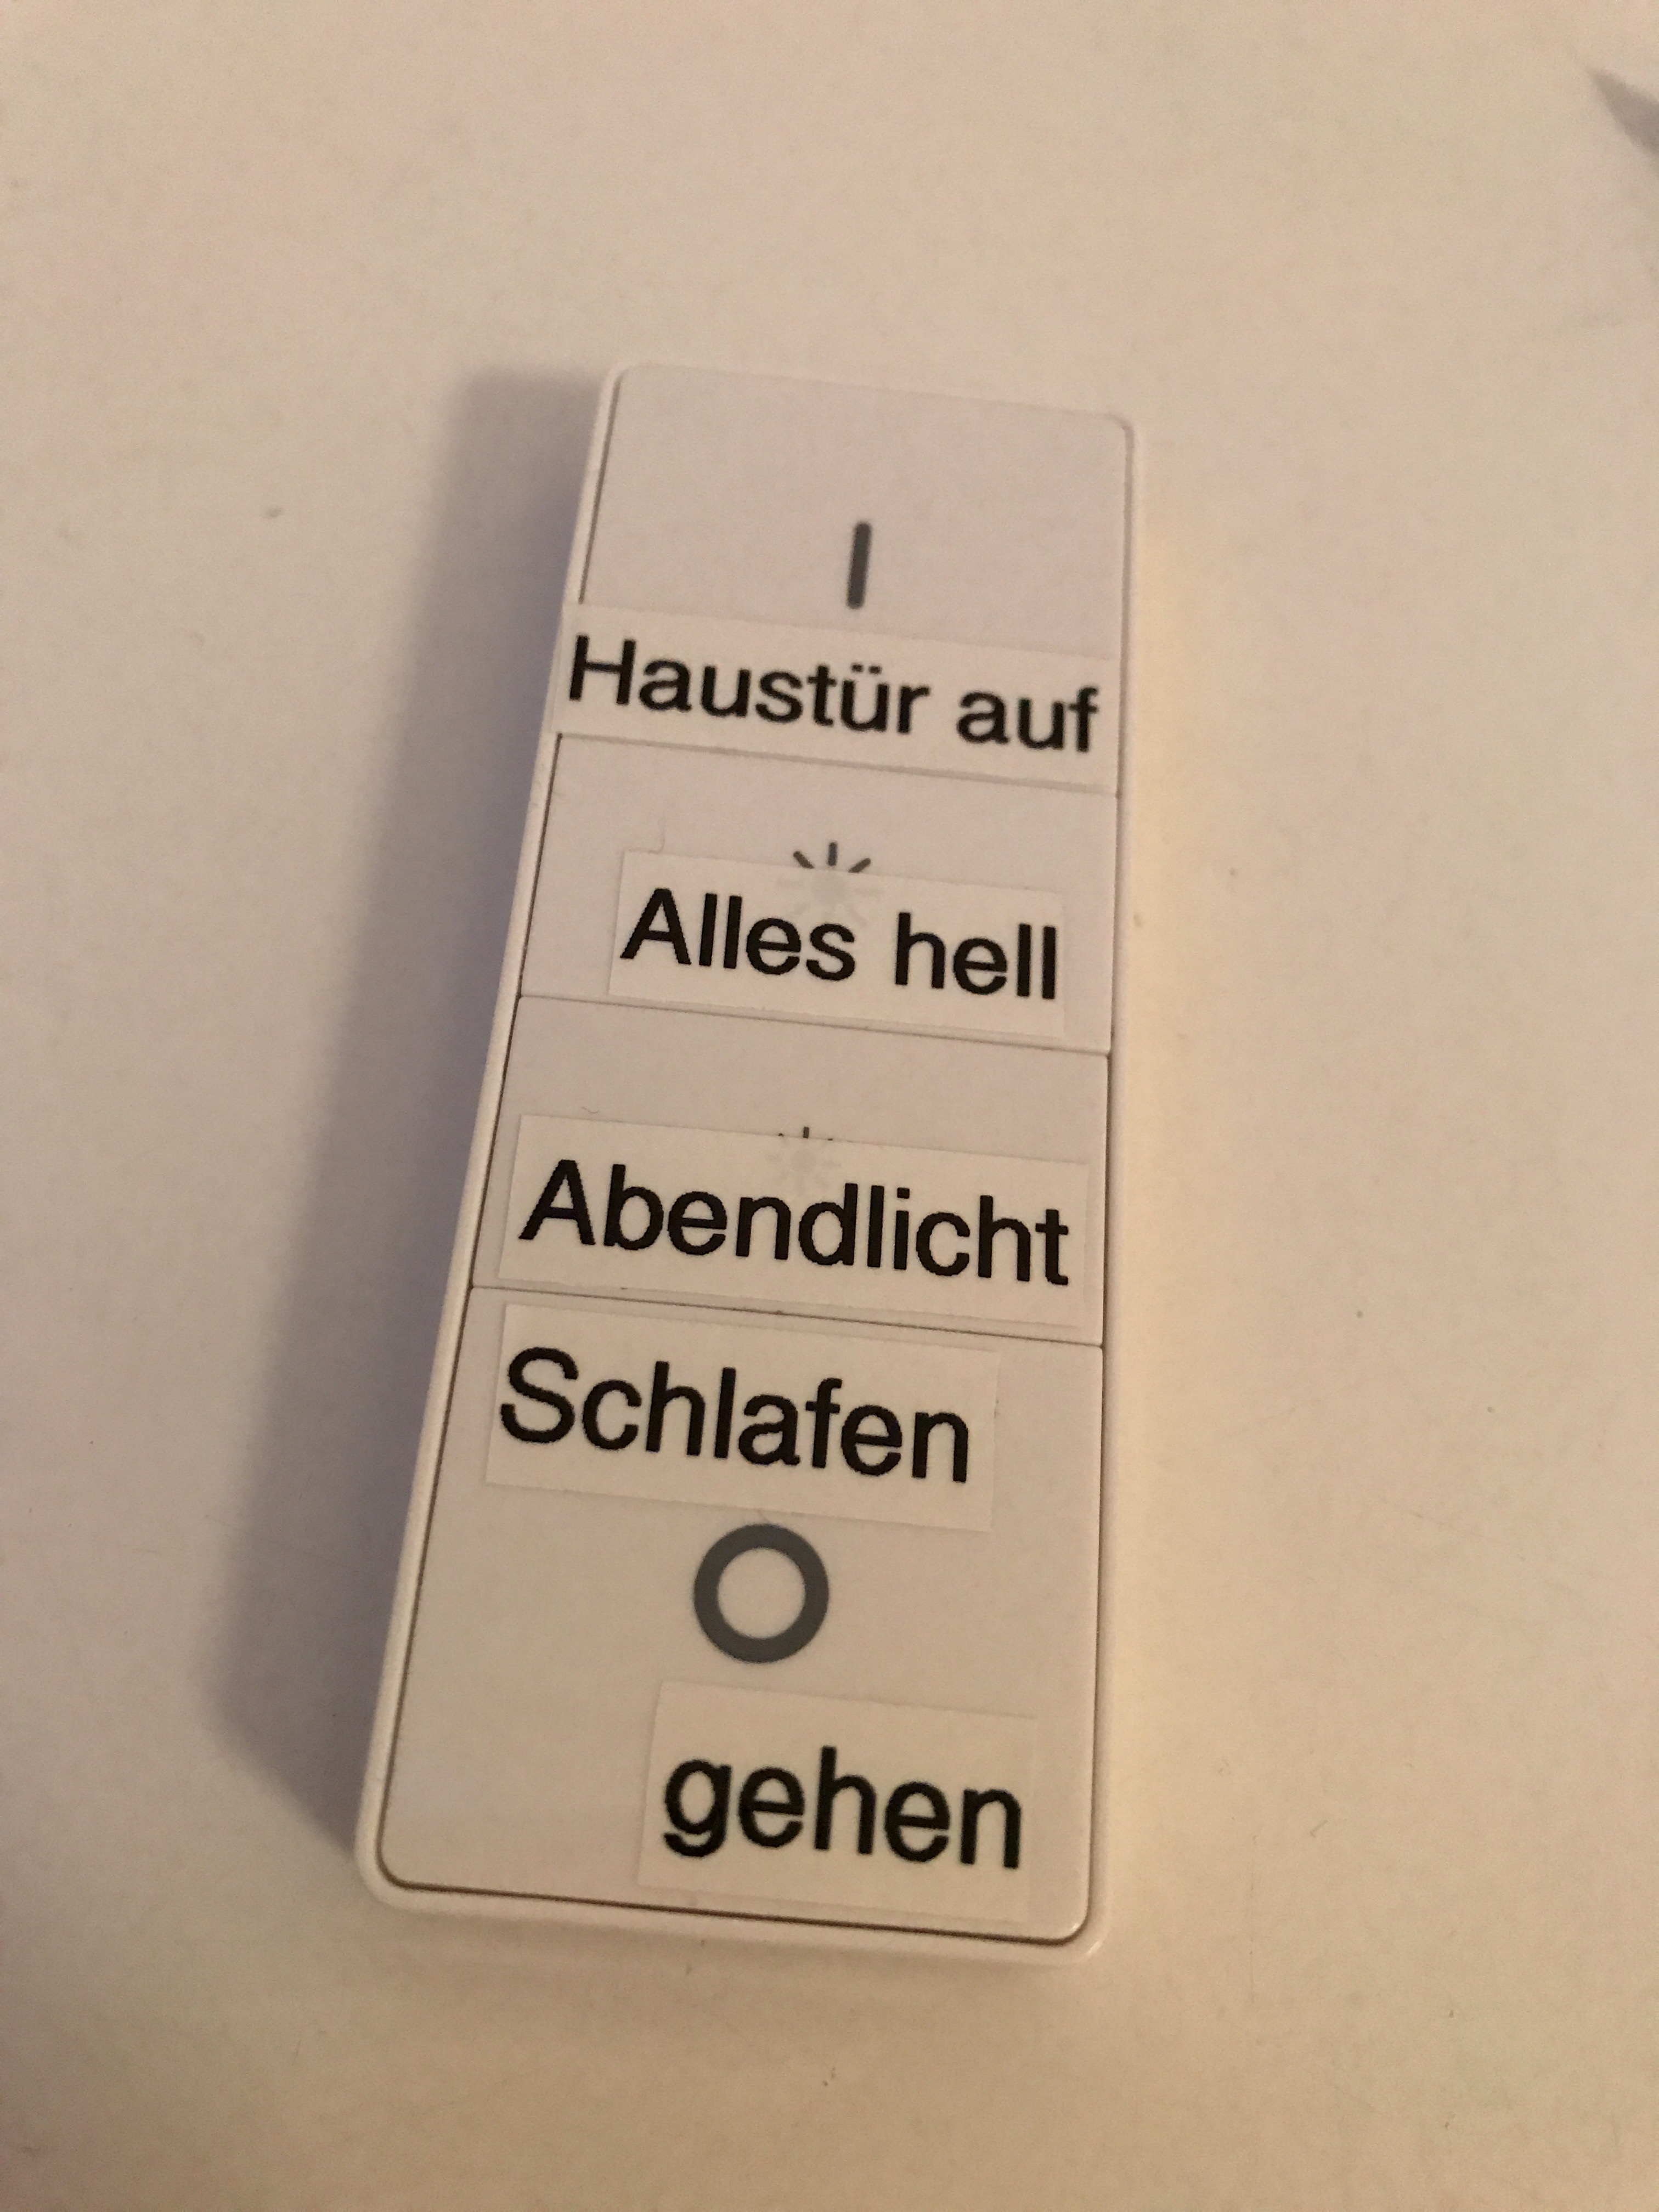 Haustür auf
Alles hell
Abendlicht
Schlafen
gehen